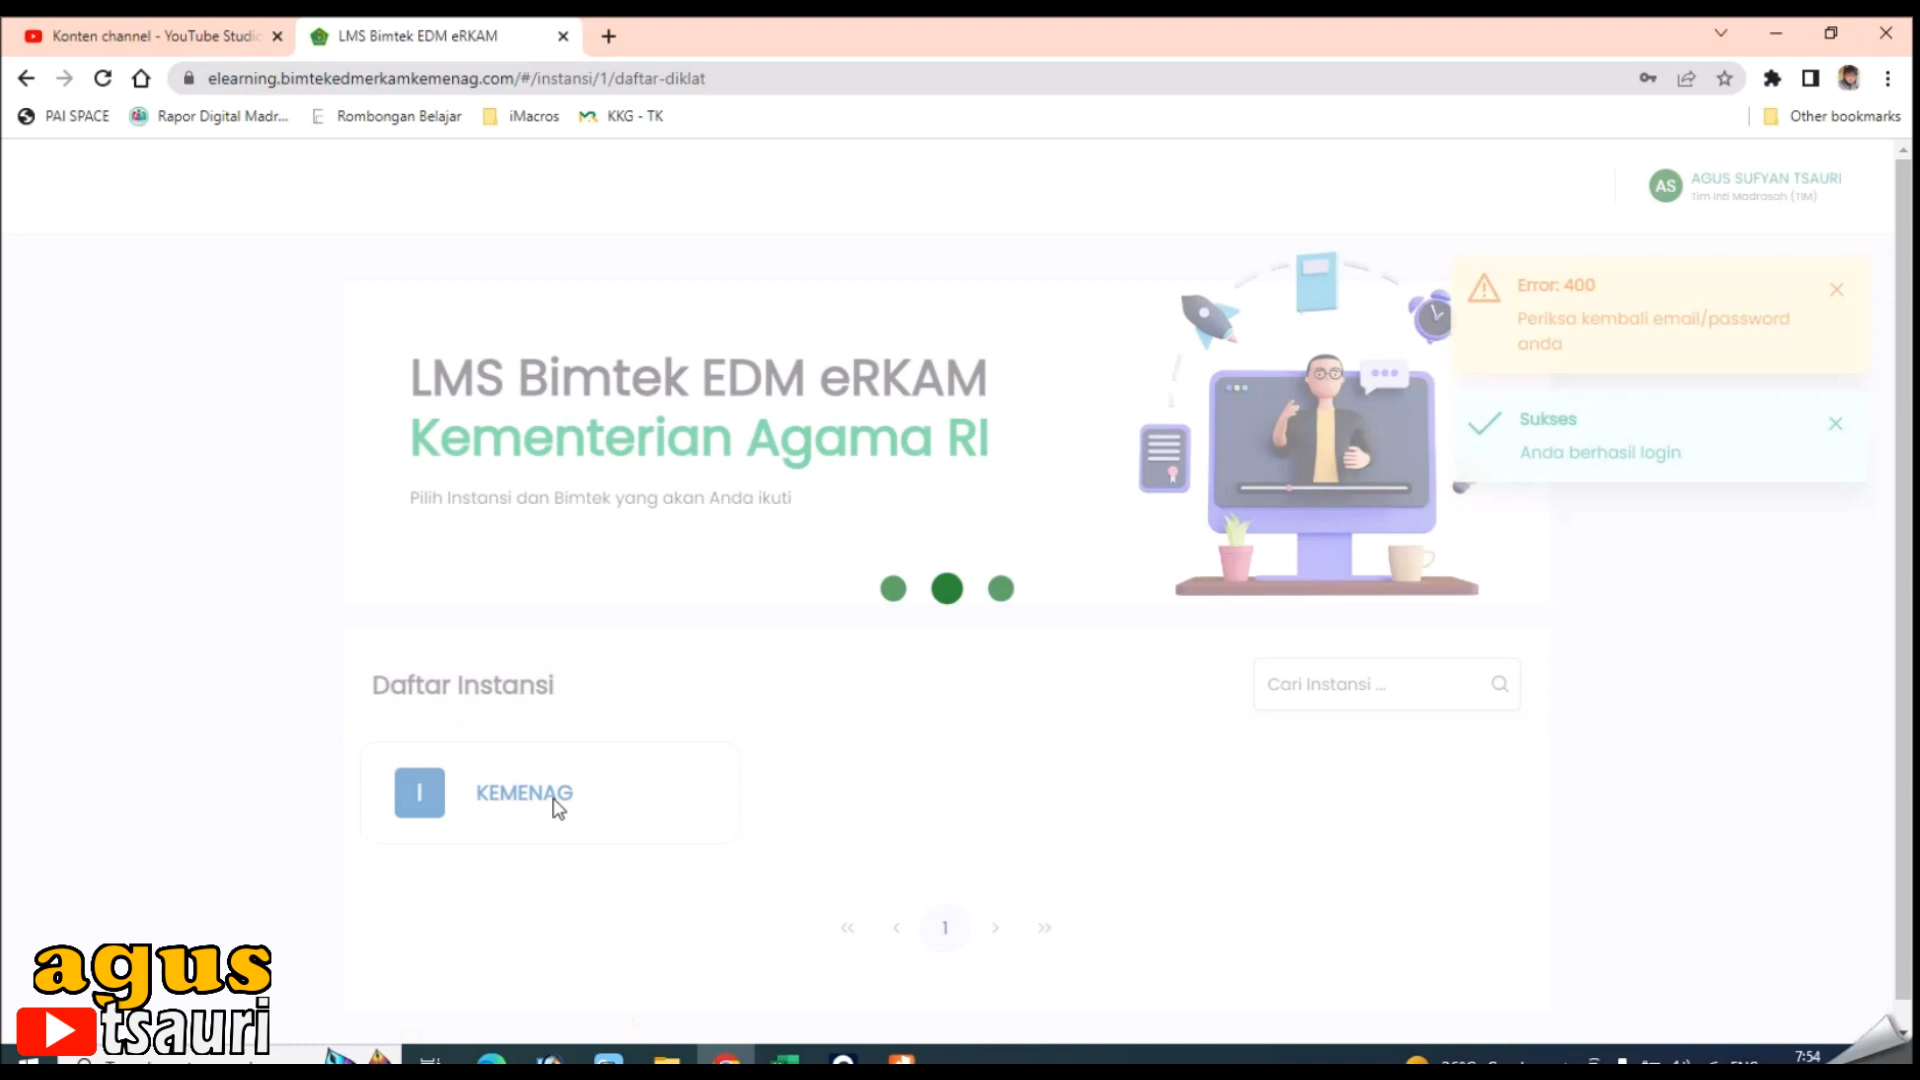 Konten channel - YouTube Studio
LMS Bimtek EDM eRKAM
elearning.bimtekedmerkamkemenag.com/#/instansi/1/daftar-diklat
PAI SPACE
Rapor Digital Madr...
Rombongan Belajar
iMacros
KKG - TK
Other bookmarks
AS
AGUS SUFYAN TSAURI
Tim Inti Madrasah (TIM)
Error: 400
Periksa kembali email/password
anda
Sukses
Anda berhasil login
LMS Bimtek EDM eRKAM
Kementerian Agama RI
Pilih Instansi dan Bimtek yang akan Anda ikuti
Daftar Instansi
Cari Instansi ...
I
KEMENAG
« ‹ 1 › »
agus
tsauri
7:54